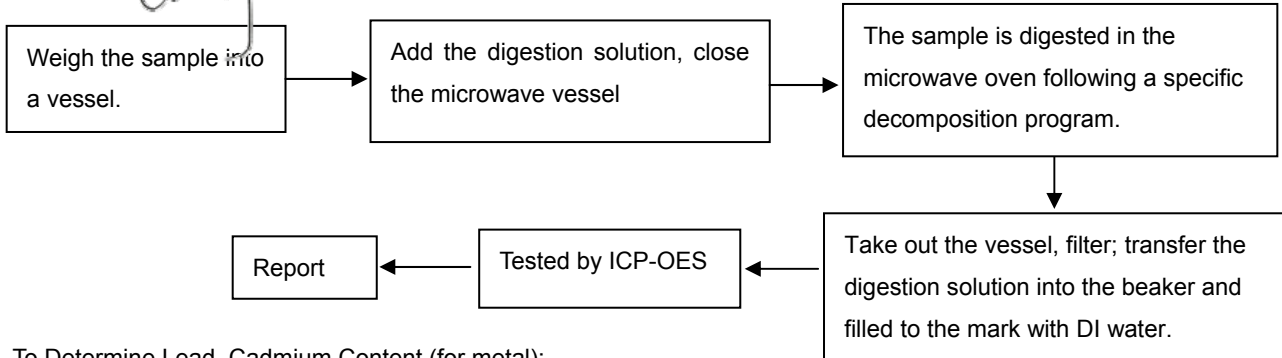 Weigh the sample into
a vessel.
Add the digestion solution, close
the microwave vessel
The sample is digested in the
microwave oven following a specific
decomposition program.
Take out the vessel, filter; transfer the
digestion solution into the beaker and
filled to the mark with DI water.
Tested by ICP-OES
Report
To Determine Lead, Cadmium Content (for metal):